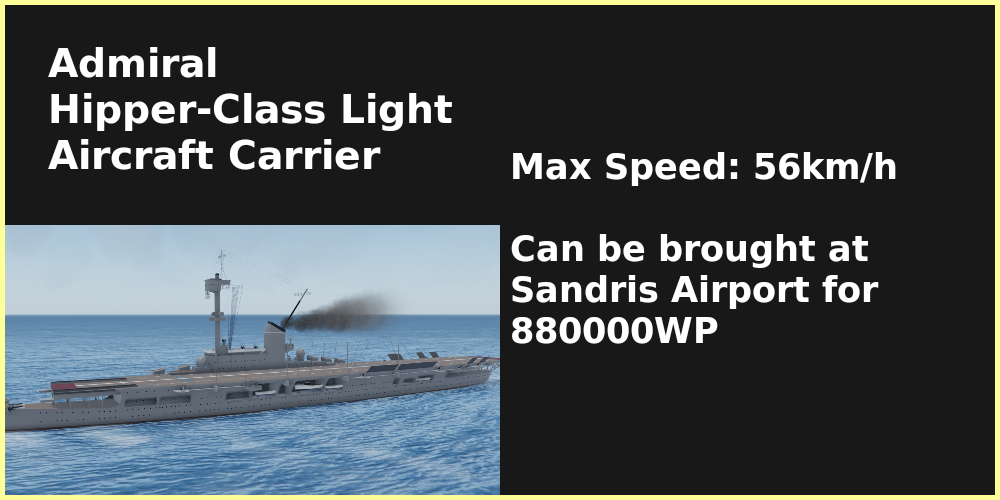 Admiral
Hipper-Class Light
Aircraft Carrier
Max Speed: 56km/h
Can be brought at
Sandris Airport for
880000WP